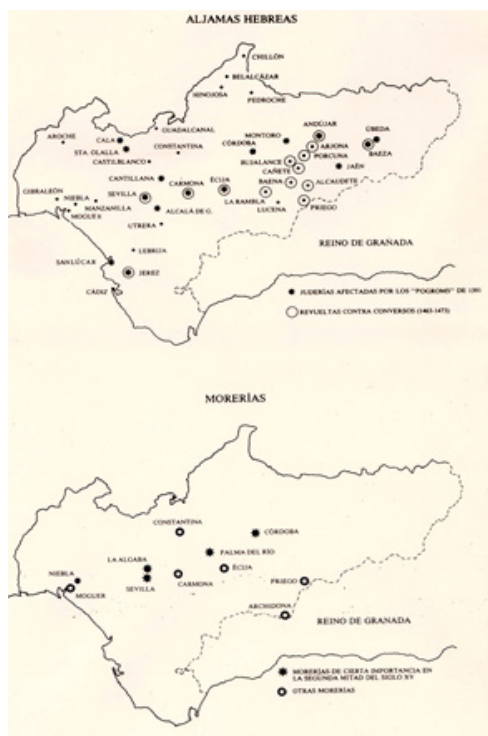 ALJAMAS HEBREAS
CHILLÓN
BELALCÁZAR
HINOJOSA
PEDROCHE
AROCHE
GUADALCANAL
CALA
STA. OLALLA
CONSTANTINA
CASTILBLANCO
MONTORO
CÓRDOBA
ANDÚJAR
ÚBEDA
ARJONA
PORCUNA
BAEZA
BUJALANCE
CAÑETE
JAÉN
CANTILLANA
CARMONA
ÉCIJA
BAENA
ALCAUDETE
GIBRALEÓN
NIEBLA
SEVILLA
MOGUER
MANZANILLA
ALCALÁ DE G.
LA RAMBLA
LUCENA
PRIEGO
UTRERA
LEBRIJA
REINO DE GRANADA
SANLÚCAR
JEREZ
CÁDIZ
JUDERÍAS AFECTADAS POR LOS "POGROMS" DE 1391
REVUELTAS CONTRA CONVERSOS (1463-1473)
MORERÍAS
CONSTANTINA
CÓRDOBA
PALMA DEL RÍO
LA ALGABA
NIEBLA
ÉCIJA
MOGUER
SEVILLA
CARMONA
PRIEGO
ARCHIDONA
REINO DE GRANADA
MORERÍAS DE CIERTA IMPORTANCIA EN
LA SEGUNDA MITAD DEL SIGLO XV
OTRAS MORERÍAS